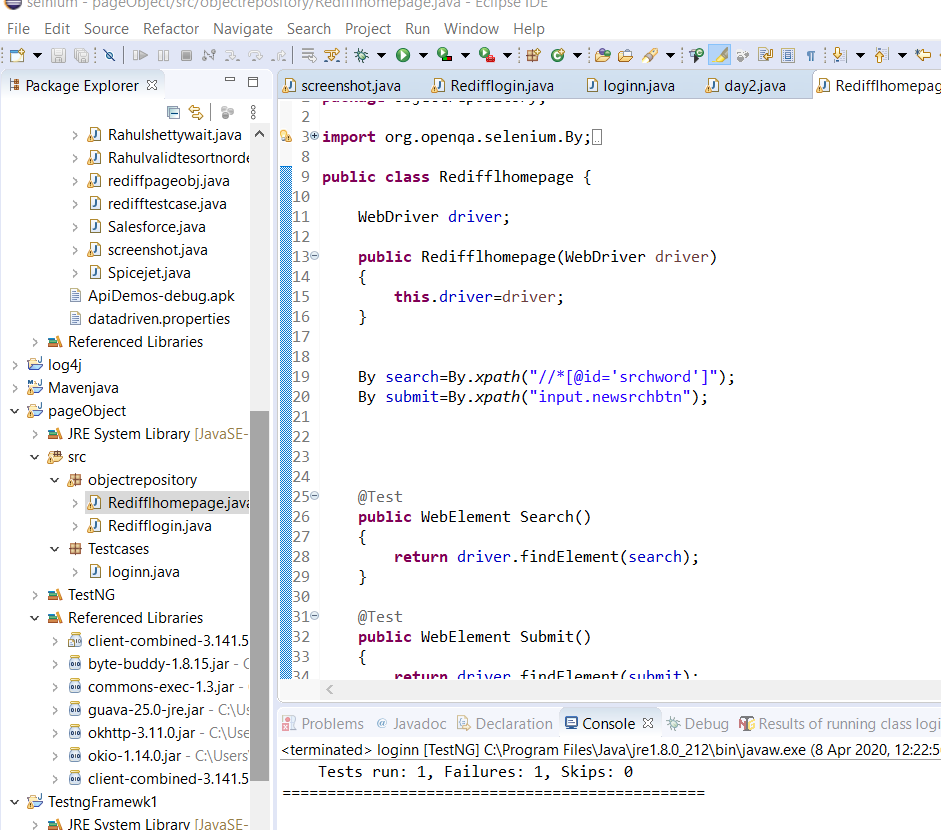 selnium - pageObject/src/objectrepository/Redifflhomepage.java - Eclipse IDE
File Edit Source Refactor Navigate Search Project Run Window Help
Package Explorer
Rahulshettywait.java
Rahulvalidtesortnorde
rediffpageobj.java
redifftestcase.java
Salesforce.java
screenshot.java
Spicejet.java
ApiDemos-debug.apk
datadriven.properties
Referenced Libraries
log4j
Mavenjava
pageObject
JRE System Library [JavaSE-
src
objectrepository
Redifflhomepage.java
Redifflogin.java
Testcases
loginn.java
TestNG
Referenced Libraries
client-combined-3.141.5
byte-buddy-1.8.15.jar - C
commons-exec-1.3.jar -
guava-25.0-jre.jar - C:\Us
okhttp-3.11.0.jar - C:\Use
okio-1.14.0.jar - C:\Users
client-combined-3.141.5
TestngFramewk1
JRE System Library [JavaSE-
screenshot.java Redifflogin.java loginn.java day2.java Redifflhomepag
package objectrepository;
2
3 import org.openqa.selenium.By;
8
9 public class Redifflhomepage {
10
11 WebDriver driver;
12
13 public Redifflhomepage(WebDriver driver)
14 {
15 this.driver=driver;
16 }
17
18
19 By search=By.xpath("//*[@id='srchword']");
20 By submit=By.xpath("input.newsrchbtn");
21
22
23
24
25 @Test
26 public WebElement Search()
27 {
28 return driver.findElement(search);
29 }
30
31 @Test
32 public WebElement Submit()
33 {
34 return driver.findElement(submit);
Problems @ Javadoc Declaration Console Debug Results of running class logi
<terminated> loginn [TestNG] C:\Program Files\Java\jre1.8.0_212\bin\javaw.exe (8 Apr 2020, 12:22:5
Tests run: 1, Failures: 1, Skips: 0
===============================================